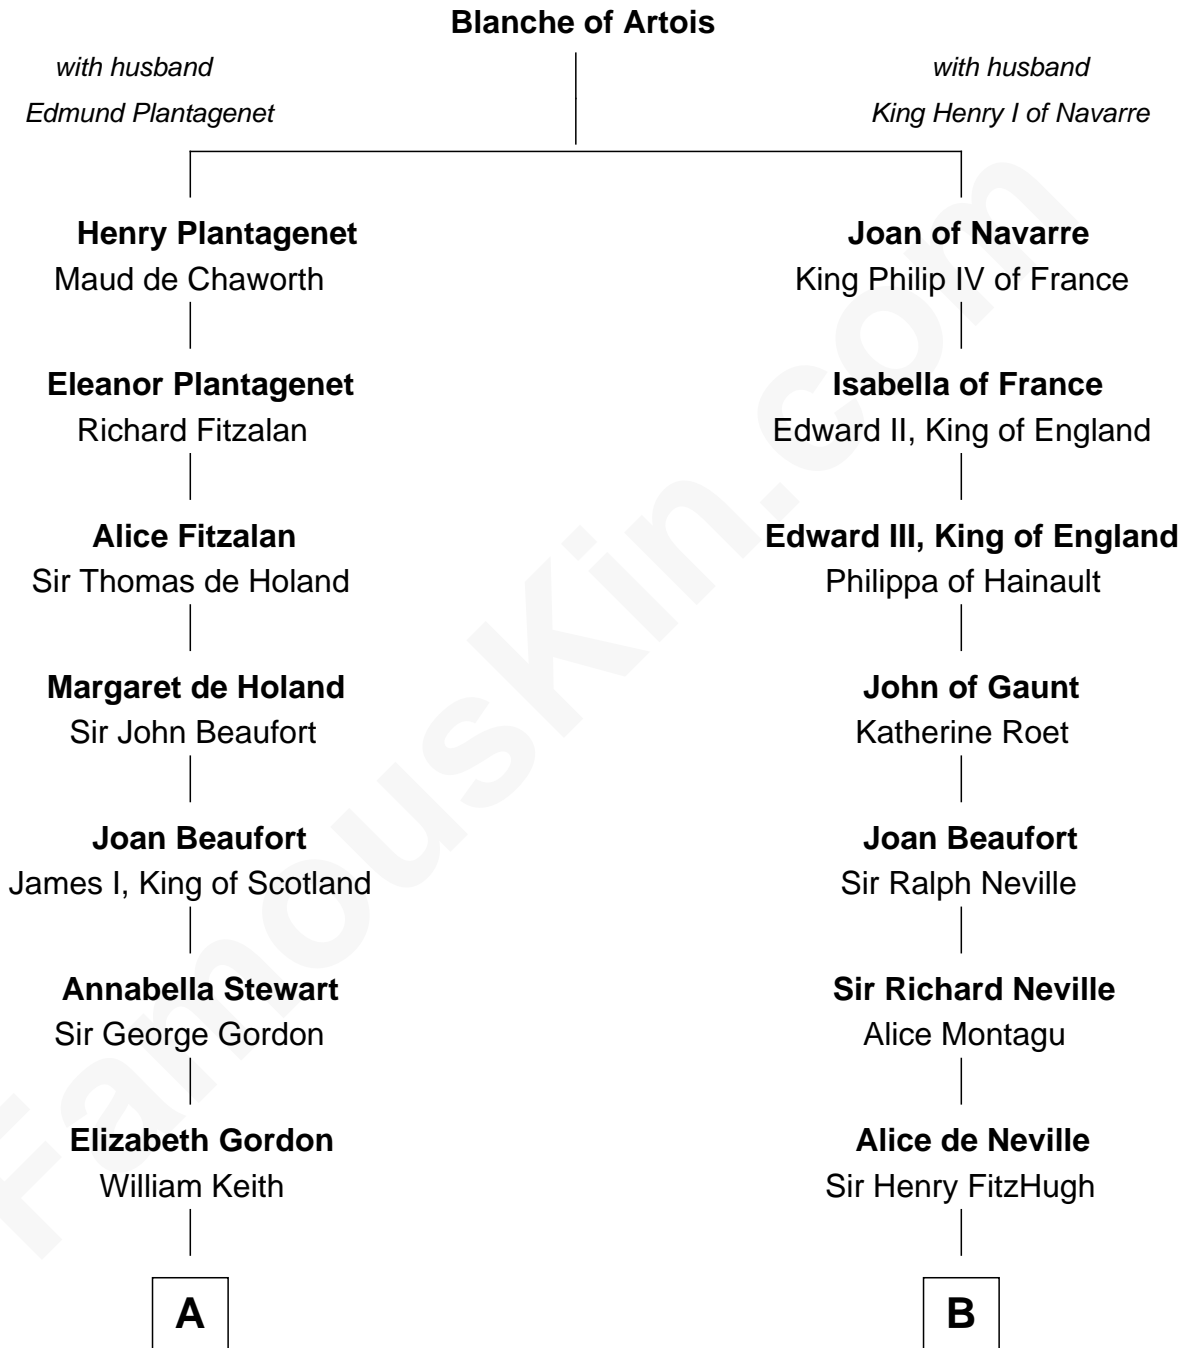 Blanche of Artois
with husband
Edmund Plantagenet
with husband
King Henry I of Navarre
Henry Plantagenet
Maud de Chaworth
Joan of Navarre
King Philip IV of France
Eleanor Plantagenet
Richard Fitzalan
Isabella of France
Edward II, King of England
Alice Fitzalan
Sir Thomas de Holand
Edward III, King of England
Philippa of Hainault
Margaret de Holand
Sir John Beaufort
John of Gaunt
Katherine Roet
Joan Beaufort
James I, King of Scotland
Joan Beaufort
Sir Ralph Neville
Annabella Stewart
Sir George Gordon
Sir Richard Neville
Alice Montagu
Elizabeth Gordon
William Keith
Alice de Neville
Sir Henry FitzHugh
A
B
FamousKin.com